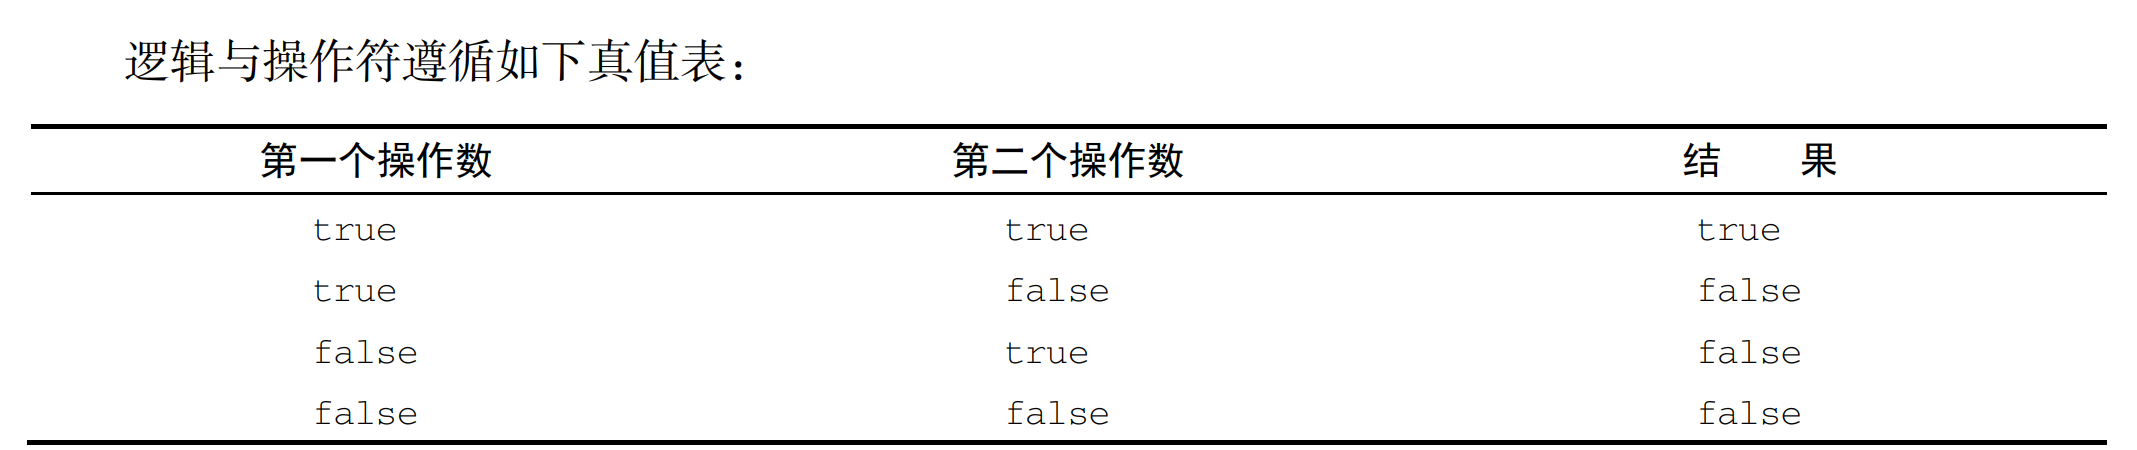 逻辑与操作符遵循如下真值表：
第一个操作数 第二个操作数 结 果
true true true
true false false
false true false
false false false